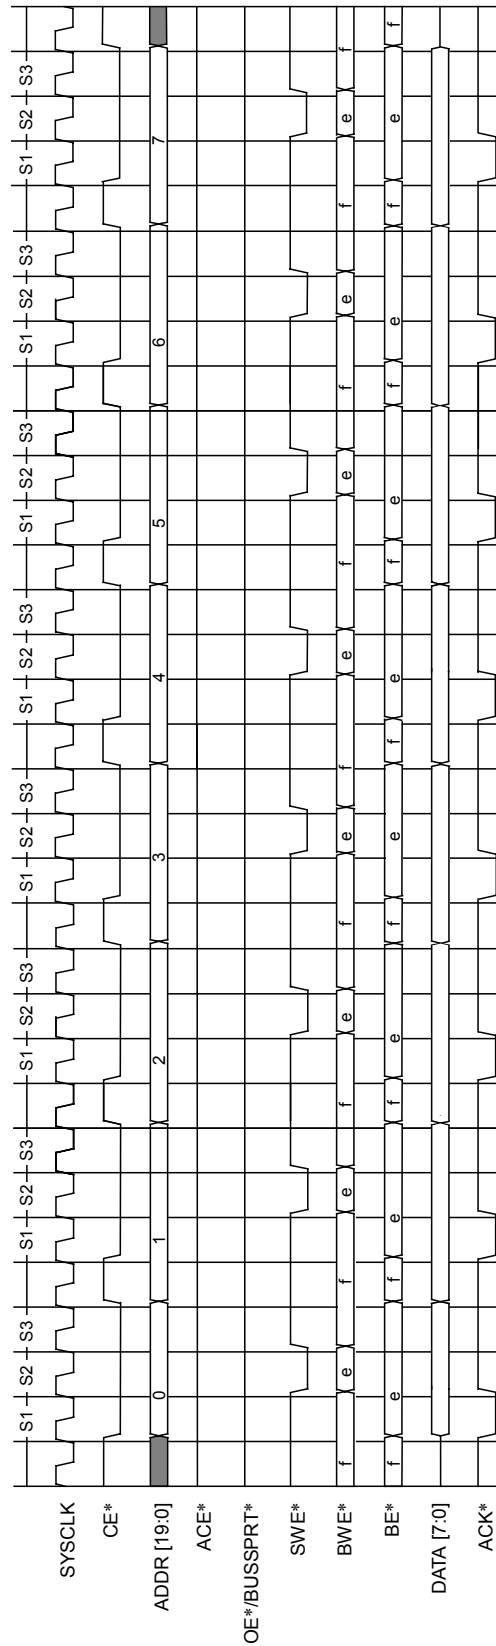 S1 S2 S3 S1 S2 S3 S1 S2 S3 S1 S2 S3 S1 S2 S3 S1 S2 S3 S1 S2 S3 S1 S2 S3
SYSCLK
CE*
ADDR [19:0] 0 1 2 3 4 5 6 7
ACE*
OE*/BUSSPRT*
SWE*
BWE* f e f e f e f e f e f e f e f e f
BE* f e f e f e f e f e f e f e f e f
DATA [7:0]
ACK*